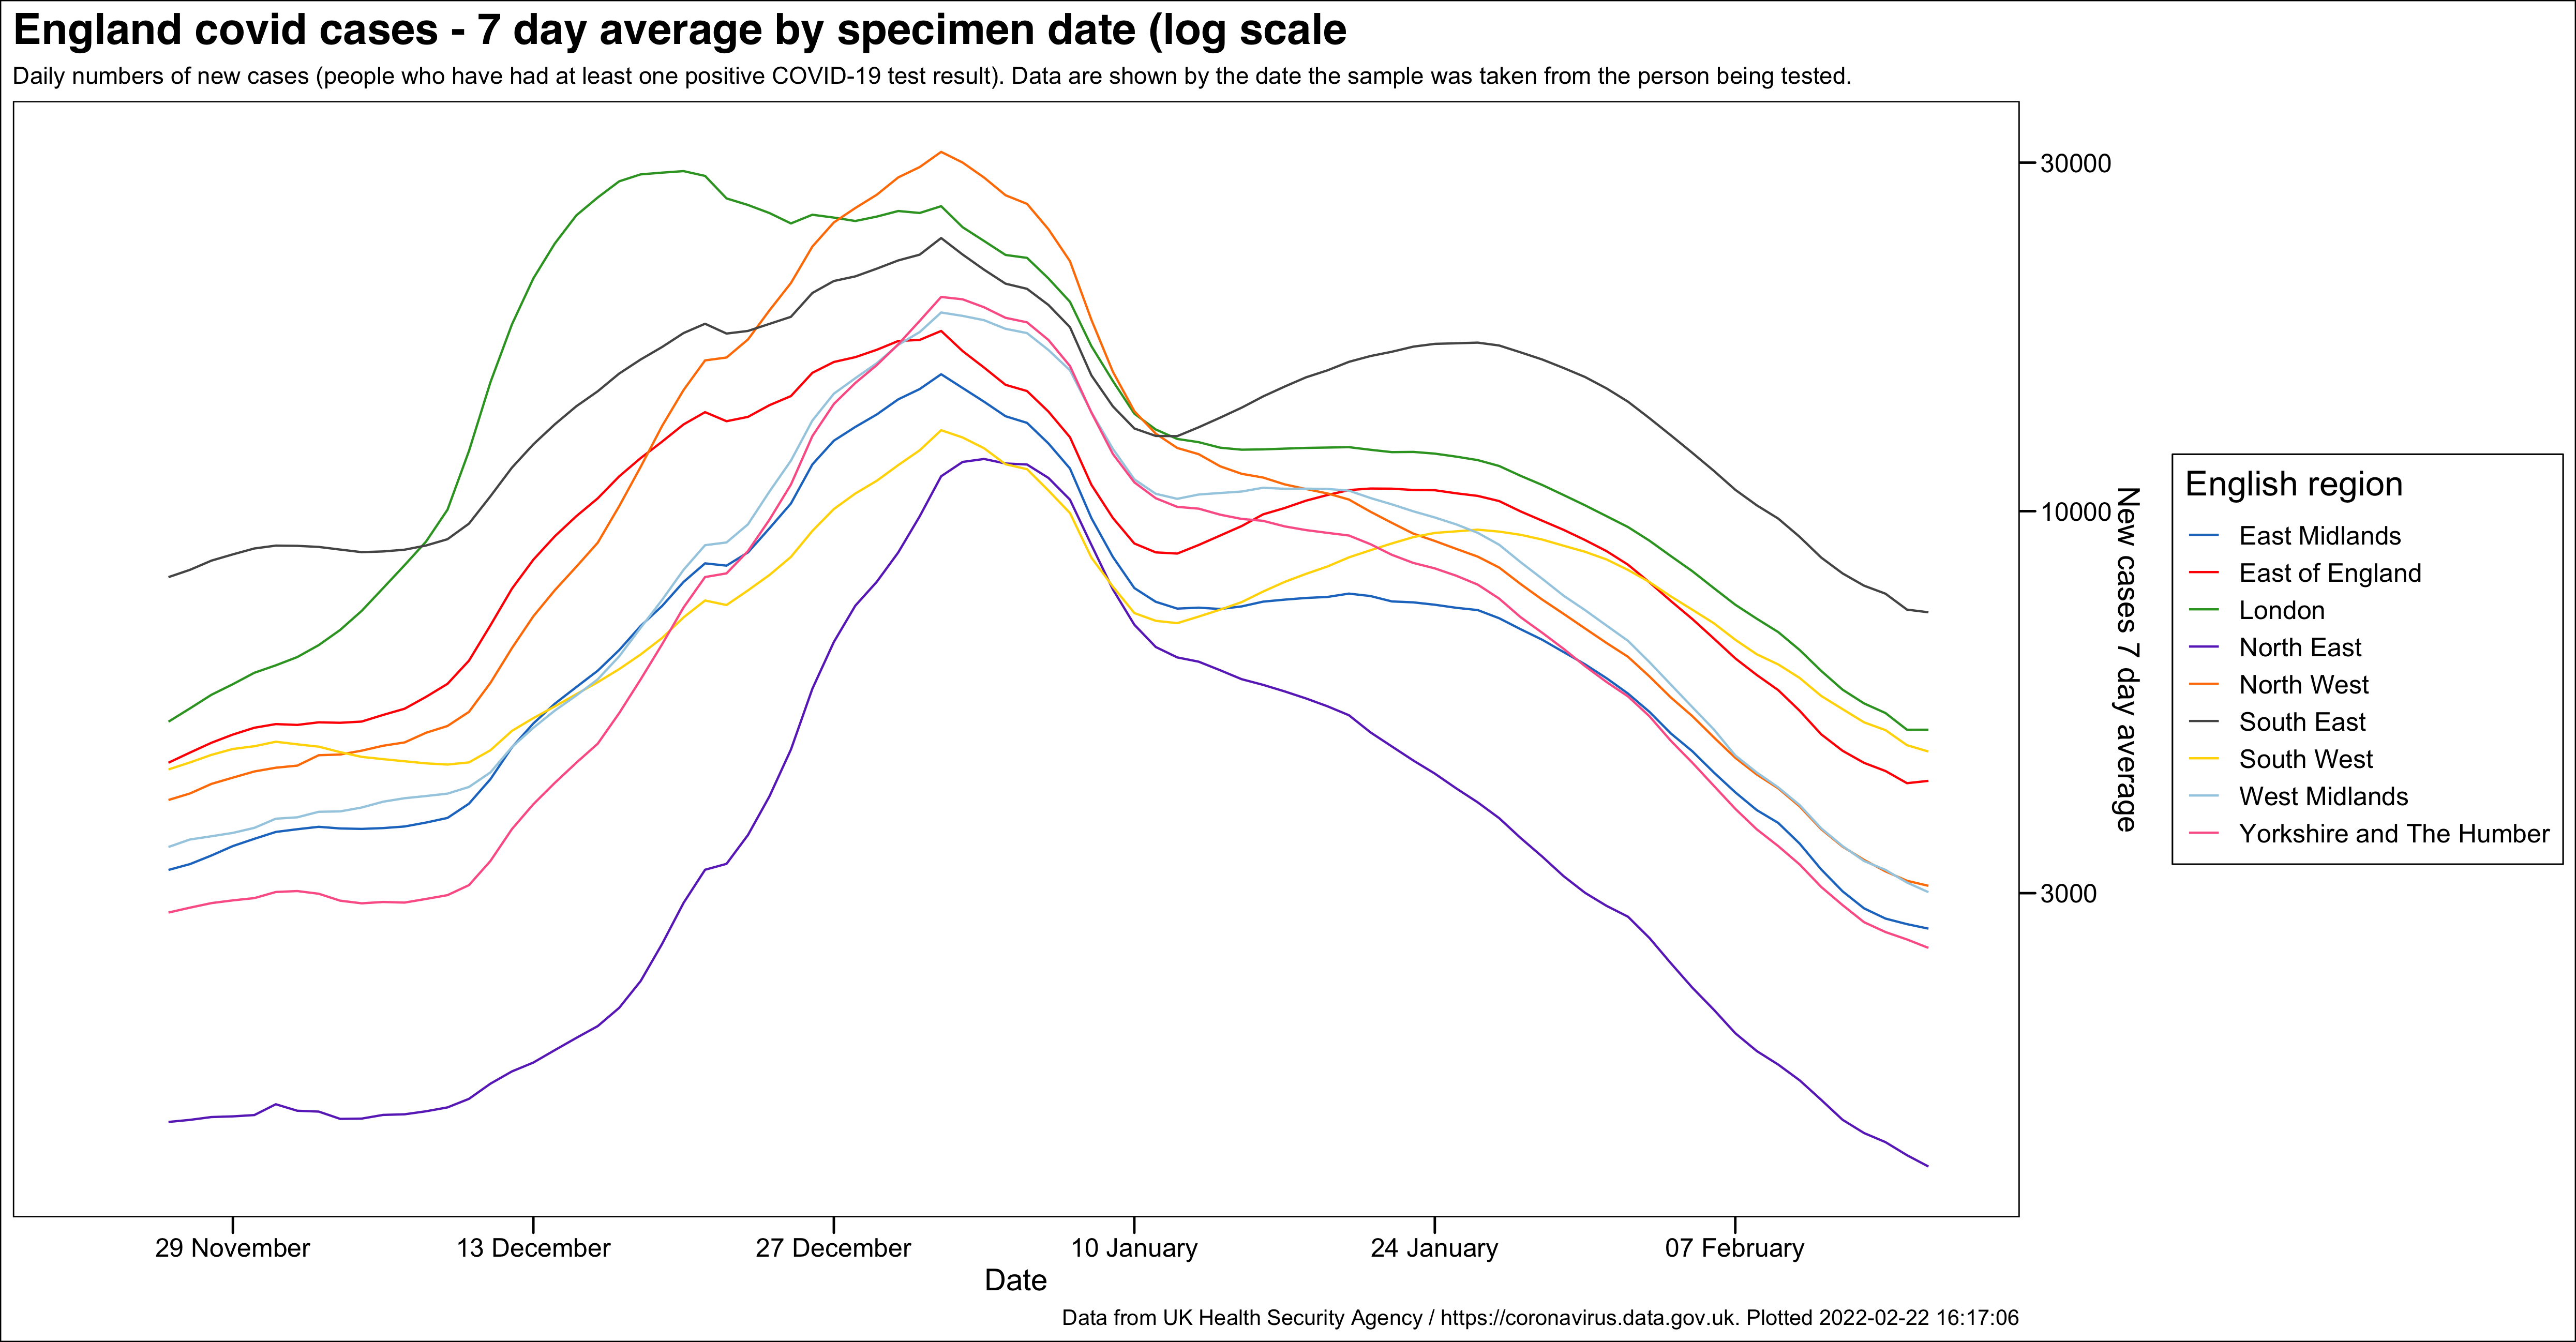 England covid cases - 7 day average by specimen date (log scale
Daily numbers of new cases (people who have had at least one positive COVID-19 test result). Data are shown by the date the sample was taken from the person being tested.
30000
10000
3000
New cases 7 day average
English region
East Midlands
East of England
London
North East
North West
South East
South West
West Midlands
Yorkshire and The Humber
29 November
13 December
27 December
10 January
24 January
07 February
Date
Data from UK Health Security Agency / https://coronavirus.data.gov.uk. Plotted 2022-02-22 16:17:06